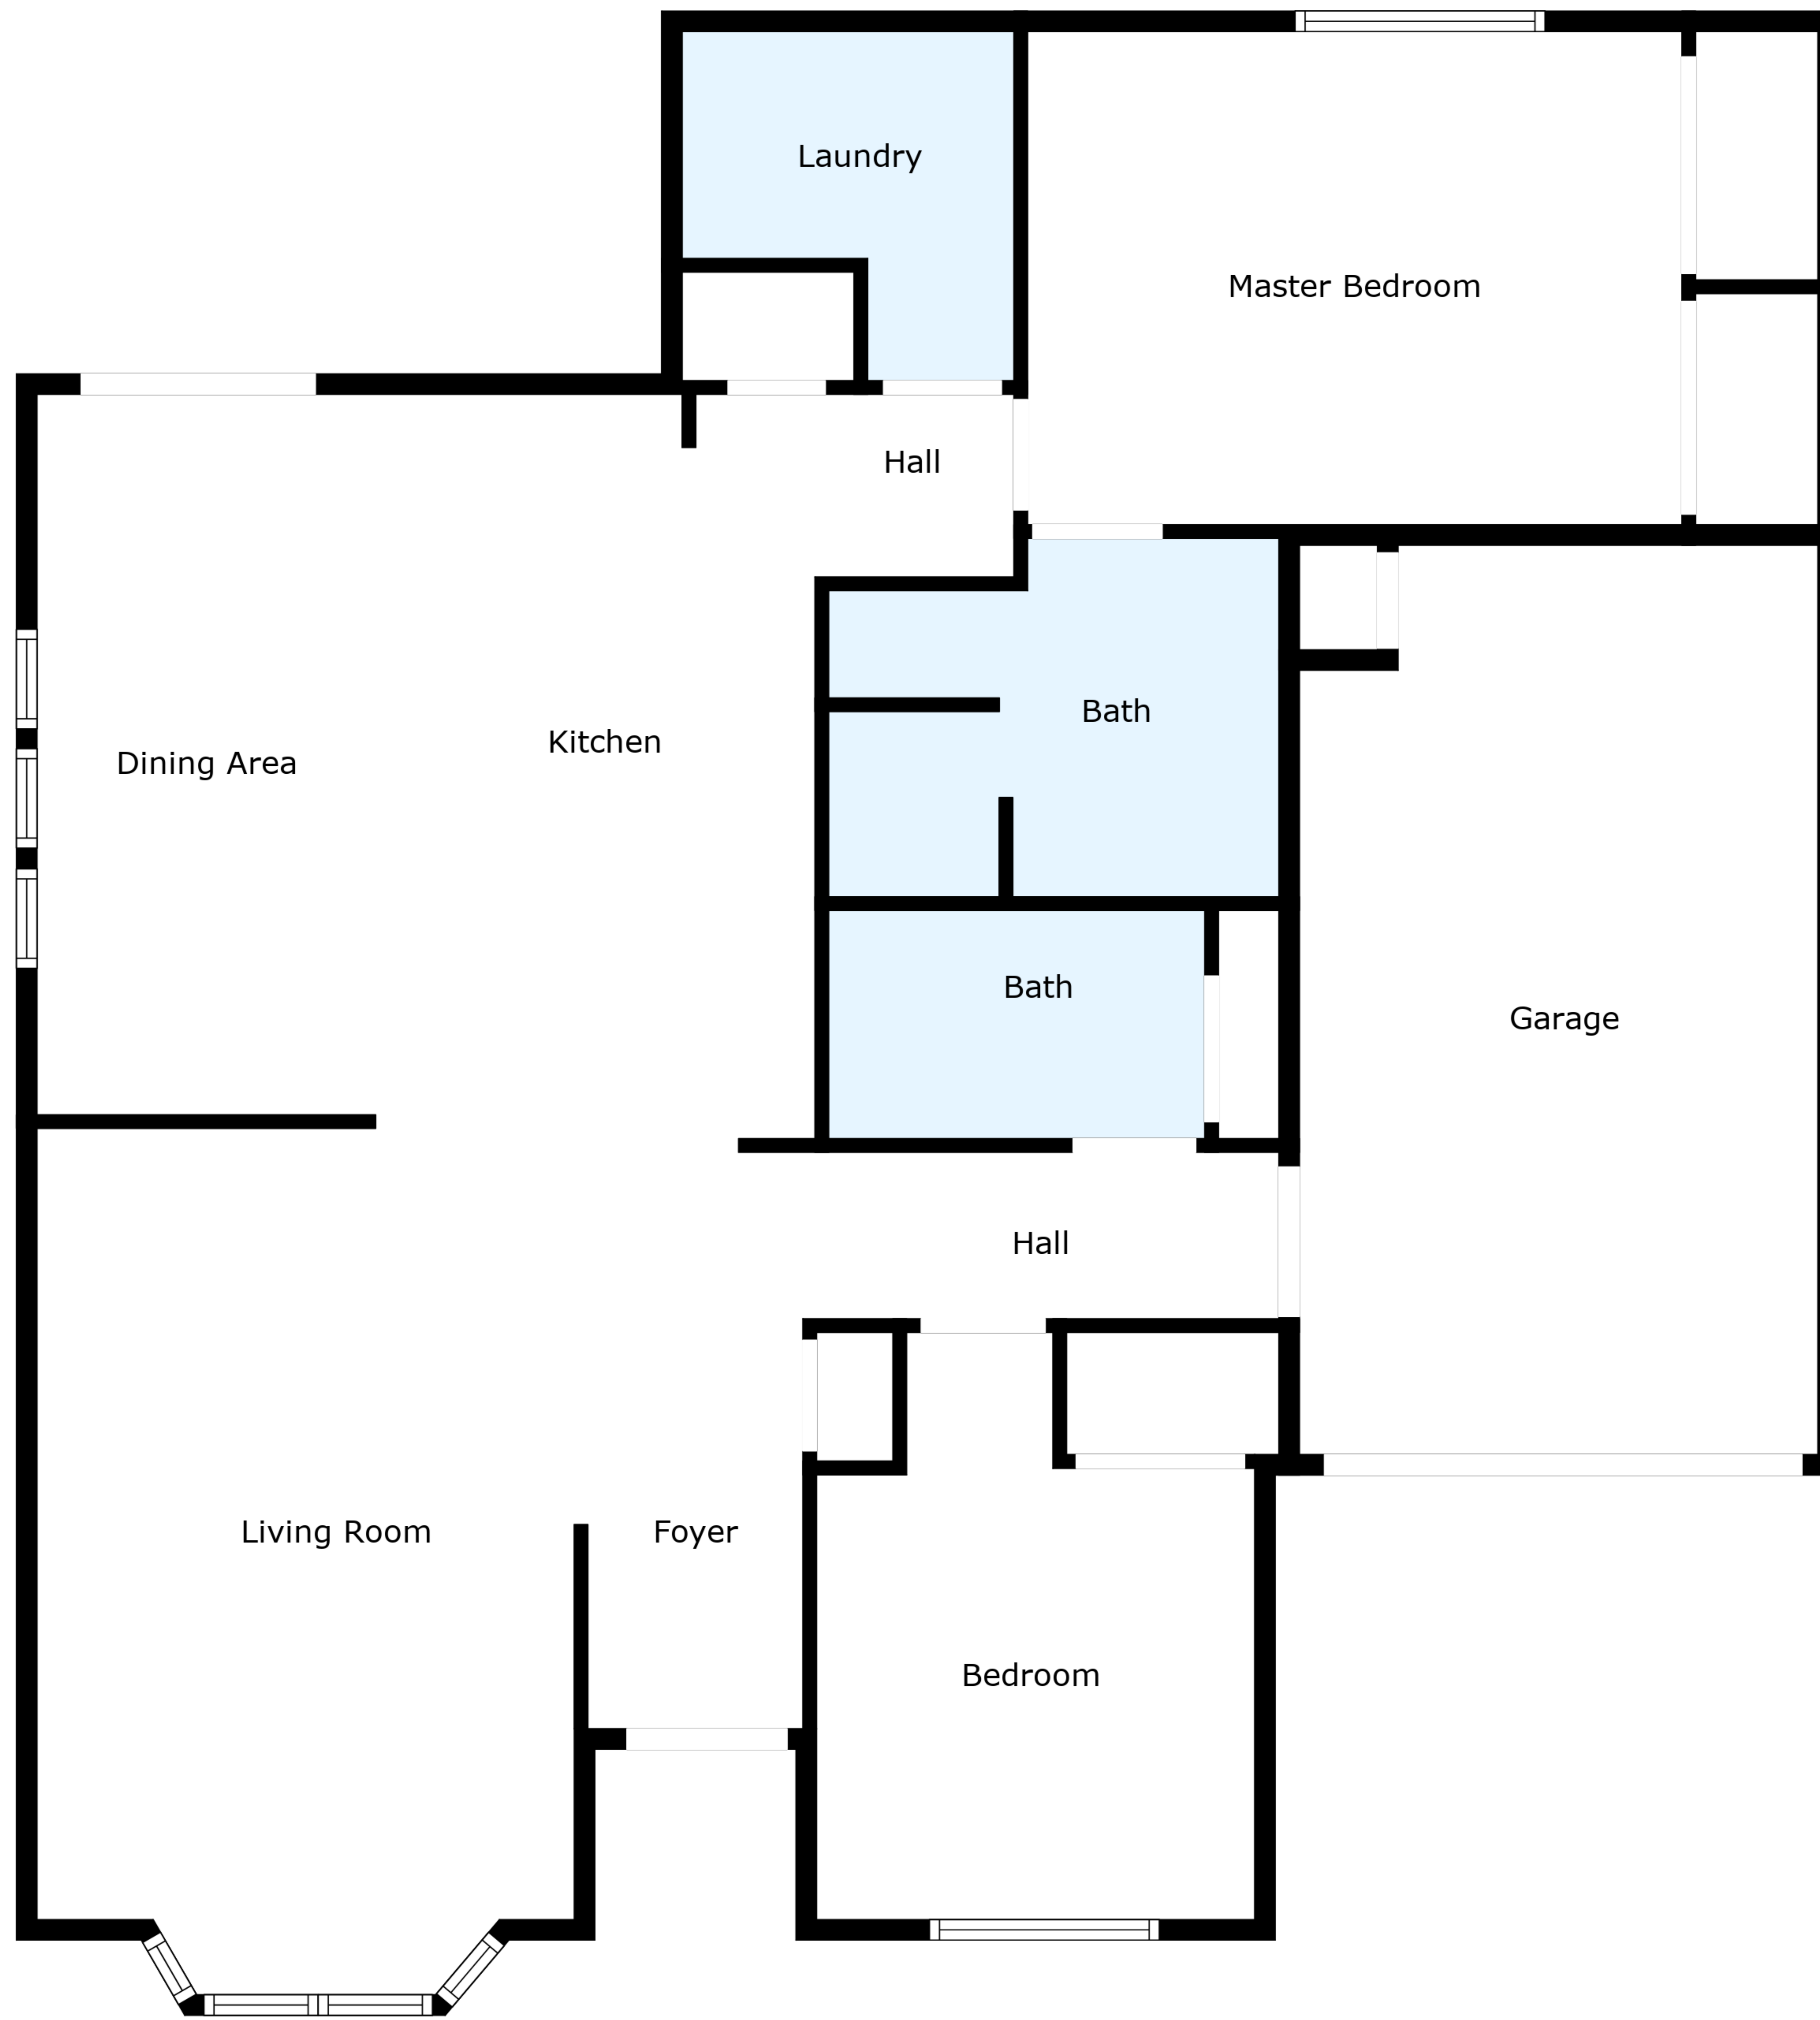 Laundry
Master Bedroom
Hall
Bath
Kitchen
Dining Area
Bath
Garage
Hall
Living Room
Foyer
Bedroom